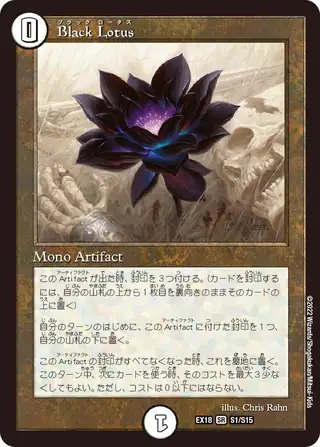 0
ブラック ロータス
Black Lotus
Mono Artifact
このArtifactが出た時、封印を3つ付ける。(カードを封印する
には、自分の山札の上から1枚目を裏向きのままそのカードの
上に置く)
自分のターンのはじめに、このArtifactに付けた封印を1つ、
自分の山札の下に置く。
このArtifactの封印がすべてなくなった時、これを墓地に置く。
このターン中、次にカードを使う時、そのコストを最大3少な
くしてもよい。ただし、コストは0以下にはならない。
illus. Chris Rahn
EX18 SR S1/S15
©2022 Wizards/Shogakukan/Mitsui-Kids